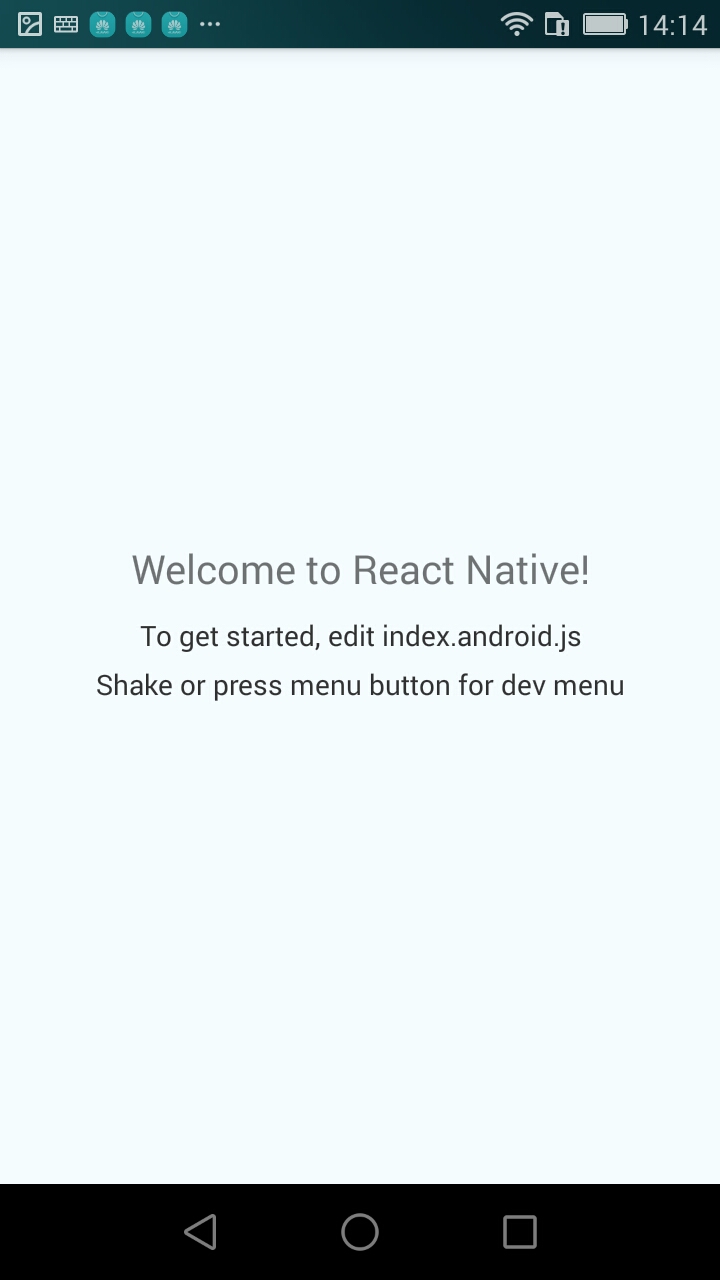 14:14
Welcome to React Native!
To get started, edit index.android.js
Shake or press menu button for dev menu